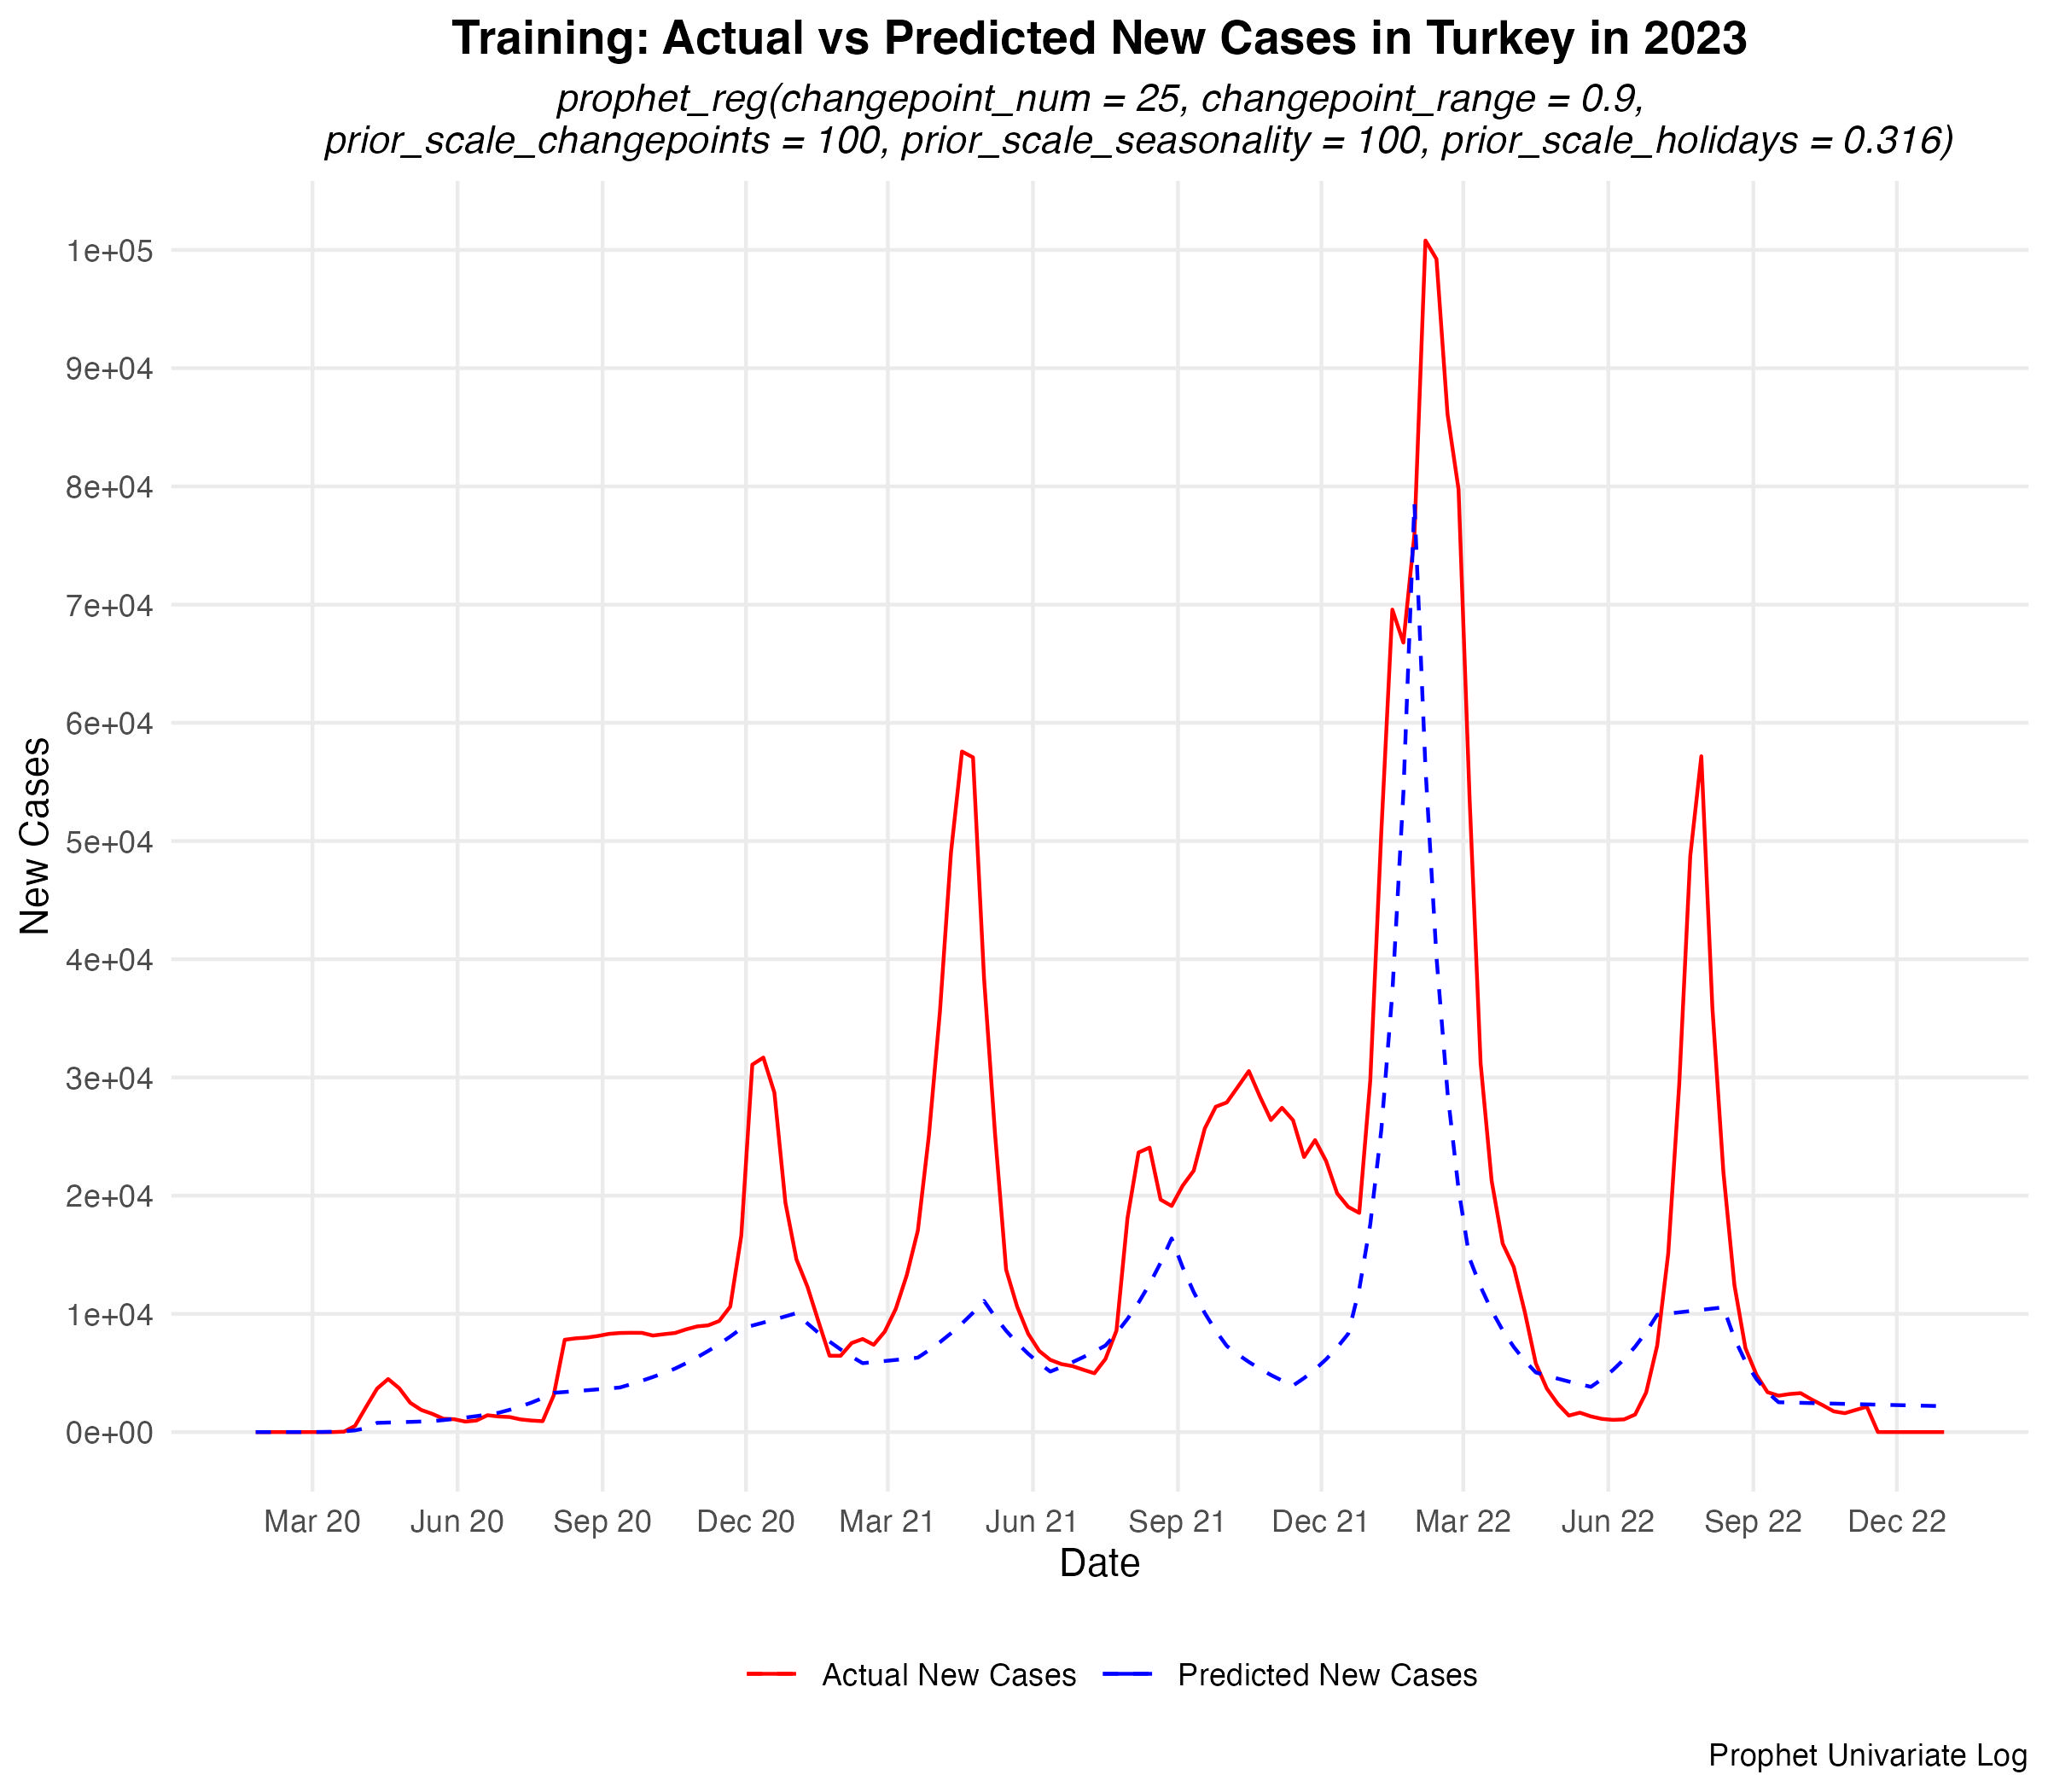 Training: Actual vs Predicted New Cases in Turkey in 2023
prophet_reg(changepoint_num = 25, changepoint_range = 0.9,
prior_scale_changepoints = 100, prior_scale_seasonality = 100, prior_scale_holidays = 0.316)
1e+05
9e+04
8e+04
7e+04
6e+04
5e+04
4e+04
3e+04
2e+04
1e+04
0e+00
New Cases
Mar 20 Jun 20 Sep 20 Dec 20 Mar 21 Jun 21 Sep 21 Dec 21 Mar 22 Jun 22 Sep 22 Dec 22
Date
Actual New Cases Predicted New Cases
Prophet Univariate Log